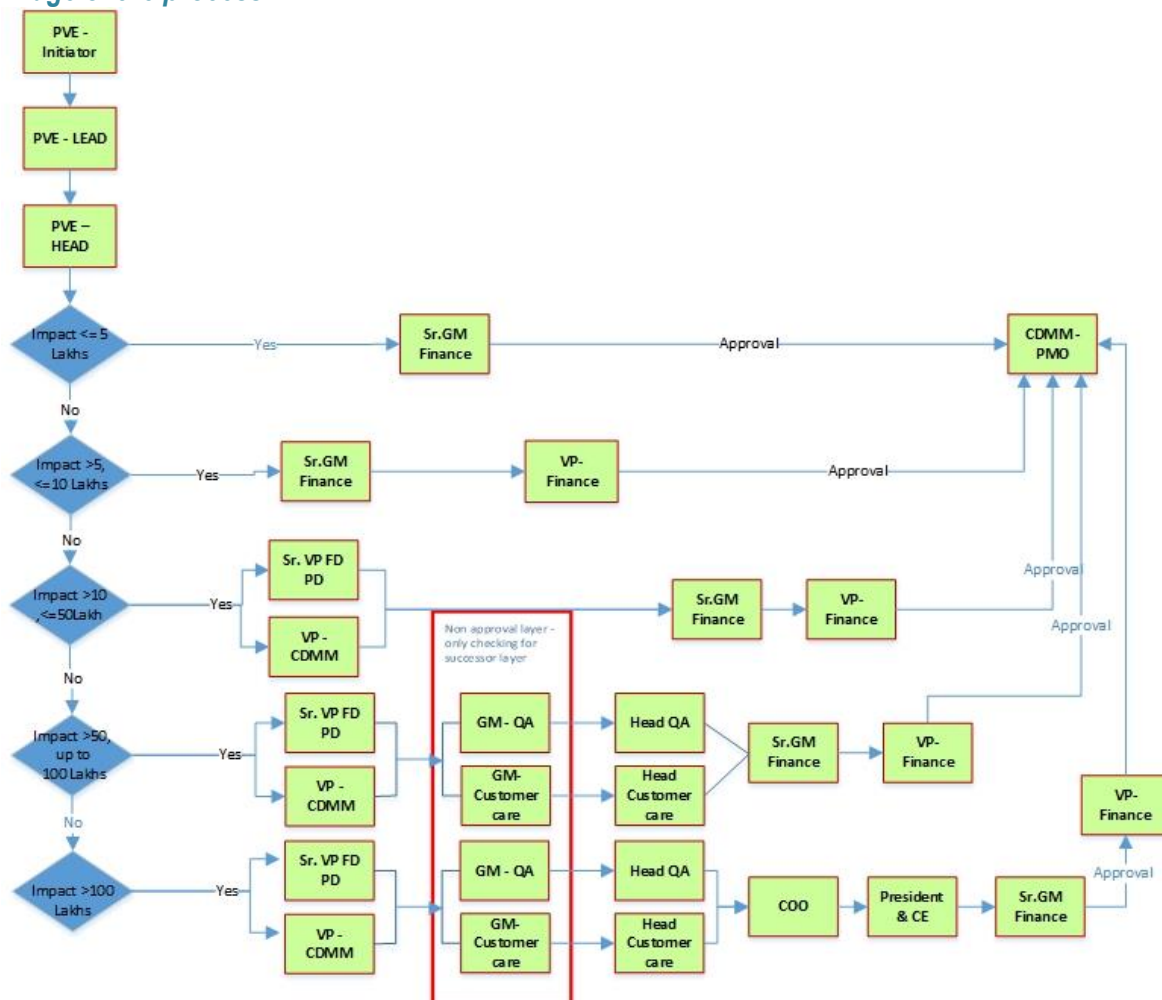 PVE -
Initiator
PVE - LEAD
PVE –
HEAD
Impact <= 5
Lakhs
Yes
Sr.GM
Finance
Approval
CDMM -
PMO
No
Impact >5,
<=10 Lakhs
Yes
Sr.GM
Finance
VP-
Finance
Approval
No
Impact >10
,<=50Lakh
Yes
Sr. VP FD
PD
VP -
CDMM
Sr.GM
Finance
VP-
Finance
Approval
Non approval layer -
only checking for
successor layer
No
Impact >50,
up to
100 Lakhs
Yes
Sr. VP FD
PD
VP -
CDMM
GM - QA
GM-
Customer
care
Head QA
Head
Customer
care
Sr.GM
Finance
VP-
Finance
Approval
No
Impact >100
Lakhs
Yes
Sr. VP FD
PD
VP -
CDMM
GM - QA
GM-
Customer
care
Head QA
Head
Customer
care
COO
President
& CE
Sr.GM
Finance
Approval
VP-
Finance